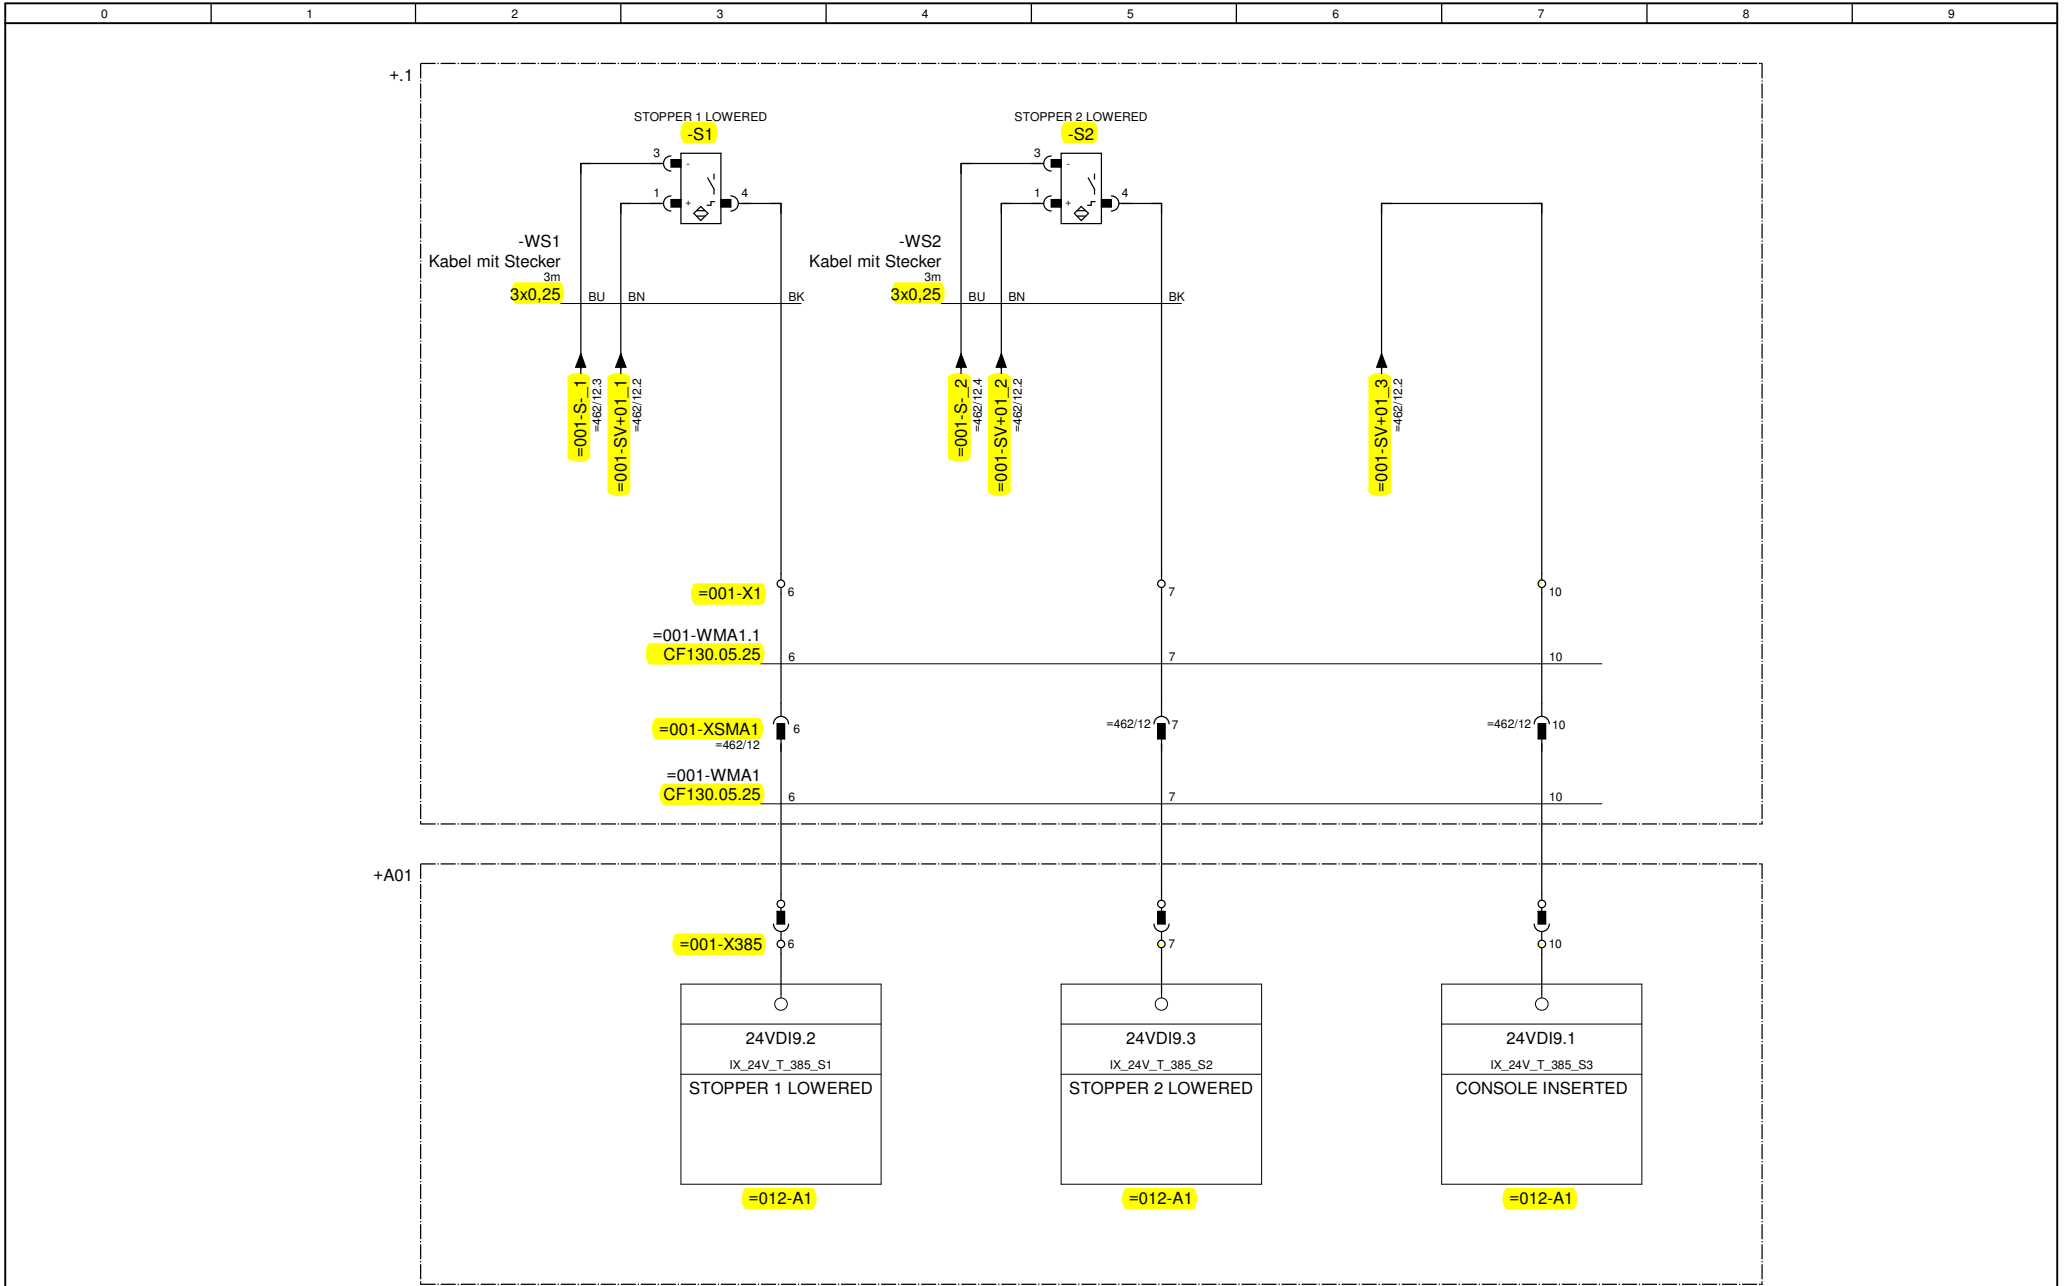 0 1 2 3 4 5 6 7 8 9
+.1
STOPPER 1 LOWERED
-S1
3
-
1
+
4
STOPPER 2 LOWERED
-S2
3
-
1
+
4
-WS1
Kabel mit Stecker
3m
3x0,25
BU
BN
BK
-WS2
Kabel mit Stecker
3m
3x0,25
BU
BN
BK
=001-S-_1
=462/12.3
=001-SV+01_1
=462/12.2
=001-S-_2
=462/12.4
=001-SV+01_2
=462/12.2
=001-SV+01_3
=462/12.2
=001-X1
6
7
10
=001-WMA1.1
CF130.05.25
6
7
10
=001-XSMA1
=462/12
6
=462/12
7
=462/12
10
=001-WMA1
CF130.05.25
6
7
10
+A01
=001-X385
6
7
10
24VDI9.2
IX_24V_T_385_S1
STOPPER 1 LOWERED
=012-A1
24VDI9.3
IX_24V_T_385_S2
STOPPER 2 LOWERED
=012-A1
24VDI9.1
IX_24V_T_385_S3
CONSOLE INSERTED
=012-A1